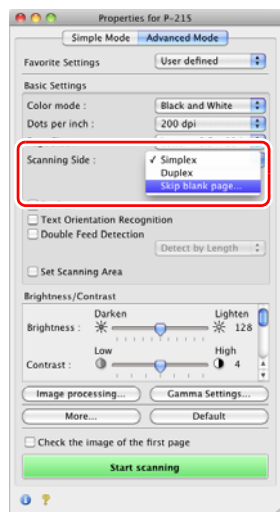 Properties for P-215
Simple Mode Advanced Mode
Favorite Settings User defined
Basic Settings
Color mode : Black and White
Dots per inch : 200 dpi
Scanning Side : ✓ Simplex
Duplex
Skip blank page...
Text Orientation Recognition
Double Feed Detection
Detect by Length
Set Scanning Area
Brightness/Contrast
Darken Lighten
Brightness : 128
Low High
Contrast : 4
Image processing... Gamma Settings...
More... Default
Check the image of the first page
Start scanning